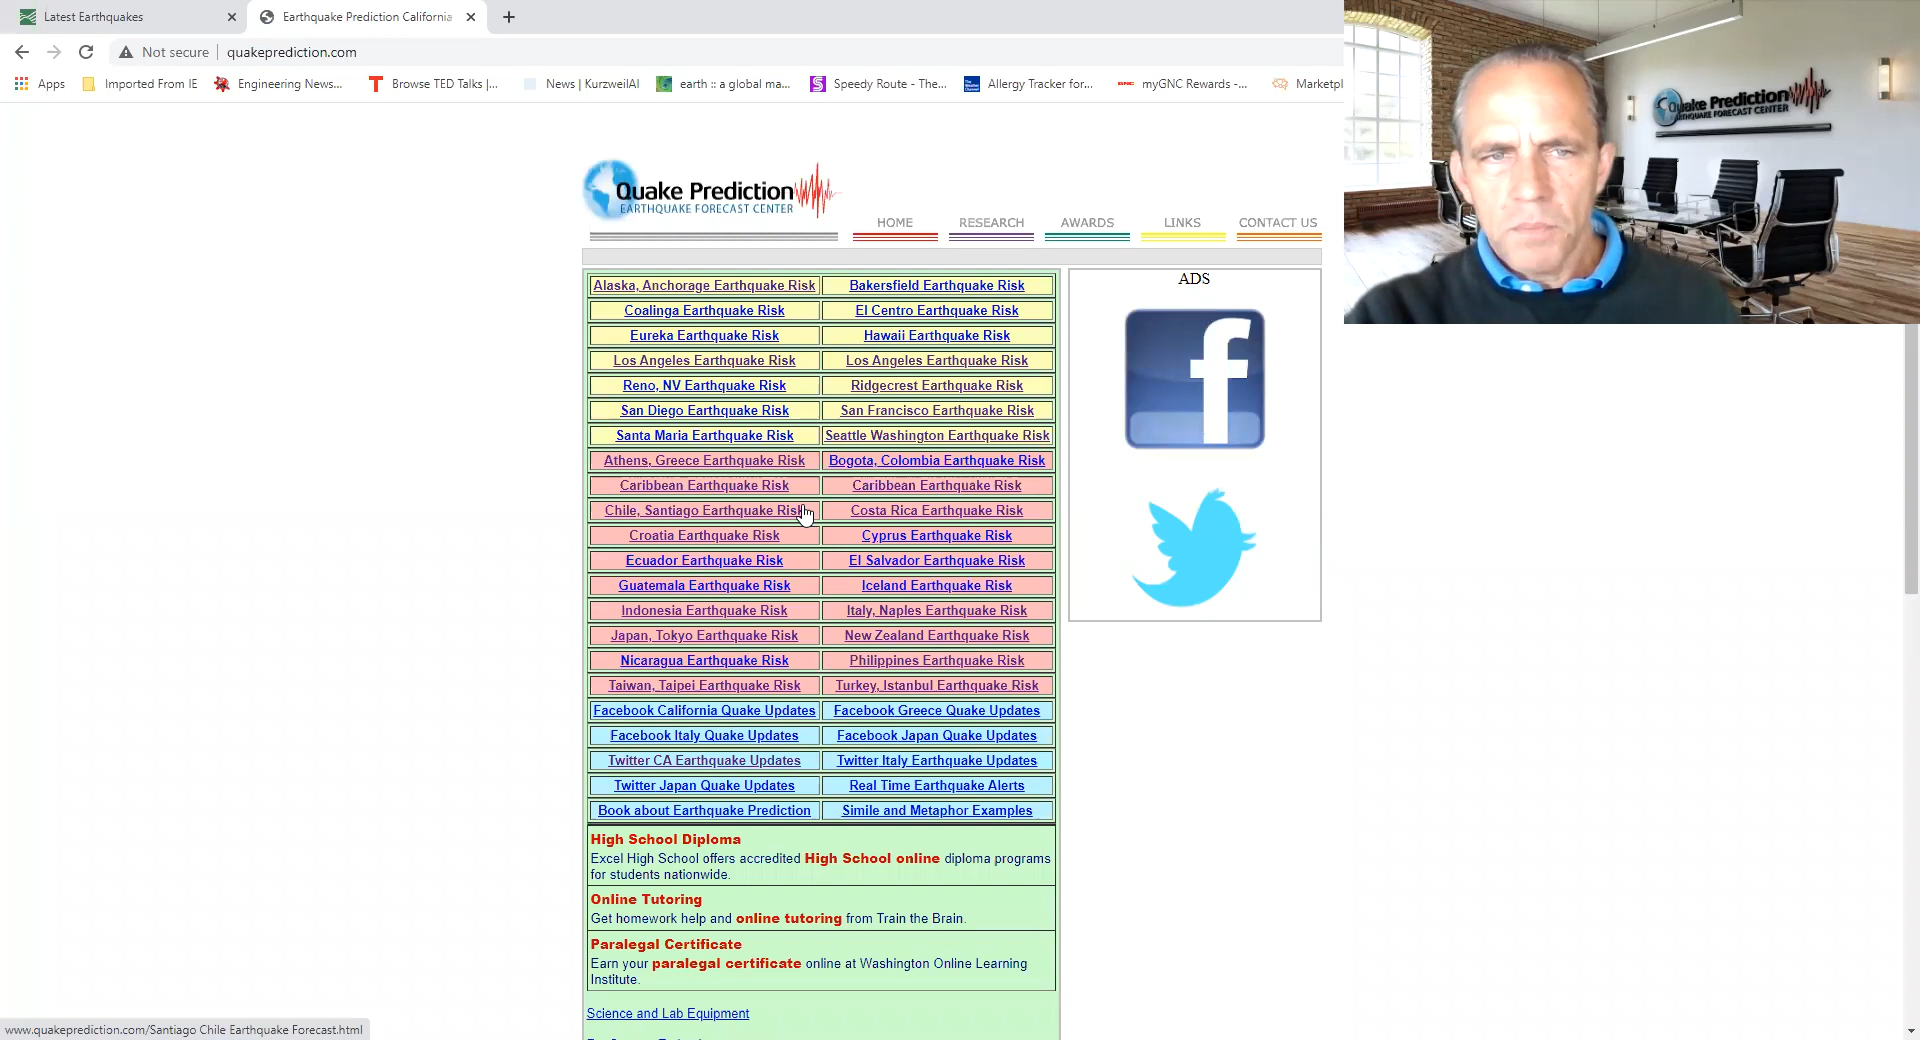 Latest Earthquakes
Earthquake Prediction California
Not secure
quakeprediction.com
Apps
Imported From IE
Engineering News...
Browse TED Talks |...
News | KurzweilAI
earth :: a global ma...
Speedy Route - The...
Allergy Tracker for...
myGNC Rewards -...
Marketpl
Quake Prediction
EARTHQUAKE FORECAST CENTER
Quake Prediction
EARTHQUAKE FORECAST CENTER
HOME
RESEARCH
AWARDS
LINKS
CONTACT US
Alaska, Anchorage Earthquake Risk
Bakersfield Earthquake Risk
Coalinga Earthquake Risk
El Centro Earthquake Risk
Eureka Earthquake Risk
Hawaii Earthquake Risk
Los Angeles Earthquake Risk
Los Angeles Earthquake Risk
Reno, NV Earthquake Risk
Ridgecrest Earthquake Risk
San Diego Earthquake Risk
San Francisco Earthquake Risk
Santa Maria Earthquake Risk
Seattle Washington Earthquake Risk
Athens, Greece Earthquake Risk
Bogota, Colombia Earthquake Risk
Caribbean Earthquake Risk
Caribbean Earthquake Risk
Chile, Santiago Earthquake Risk
Costa Rica Earthquake Risk
Croatia Earthquake Risk
Cyprus Earthquake Risk
Ecuador Earthquake Risk
El Salvador Earthquake Risk
Guatemala Earthquake Risk
Iceland Earthquake Risk
Indonesia Earthquake Risk
Italy, Naples Earthquake Risk
Japan, Tokyo Earthquake Risk
New Zealand Earthquake Risk
Nicaragua Earthquake Risk
Philippines Earthquake Risk
Taiwan, Taipei Earthquake Risk
Turkey, Istanbul Earthquake Risk
Facebook California Quake Updates
Facebook Greece Quake Updates
Facebook Italy Quake Updates
Facebook Japan Quake Updates
Twitter CA Earthquake Updates
Twitter Italy Earthquake Updates
Twitter Japan Quake Updates
Real Time Earthquake Alerts
Book about Earthquake Prediction
Simile and Metaphor Examples
ADS
High School Diploma
Excel High School offers accredited High School online diploma programs
for students nationwide.
Online Tutoring
Get homework help and online tutoring from Train the Brain.
Paralegal Certificate
Earn your paralegal certificate online at Washington Online Learning
Institute.
Science and Lab Equipment
www.quakeprediction.com/Santiago Chile Earthquake Forecast.html